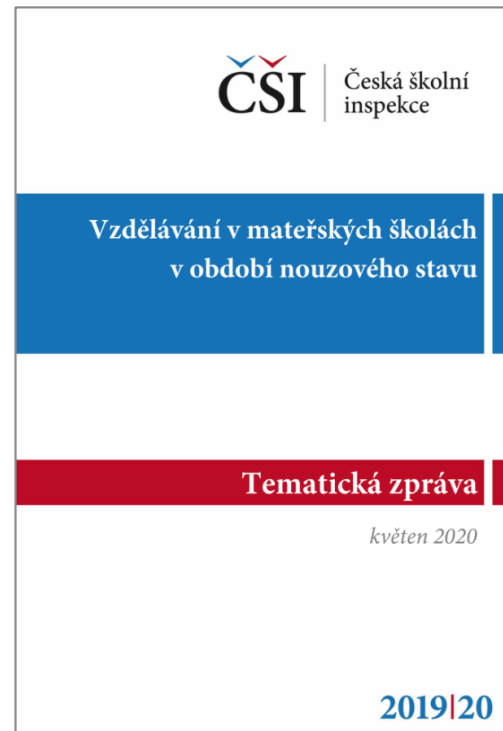 ČŠI
Česká školní
inspekce
Vzdělávání v mateřských školách
v období nouzového stavu
Tematická zpráva
květen 2020
2019|20